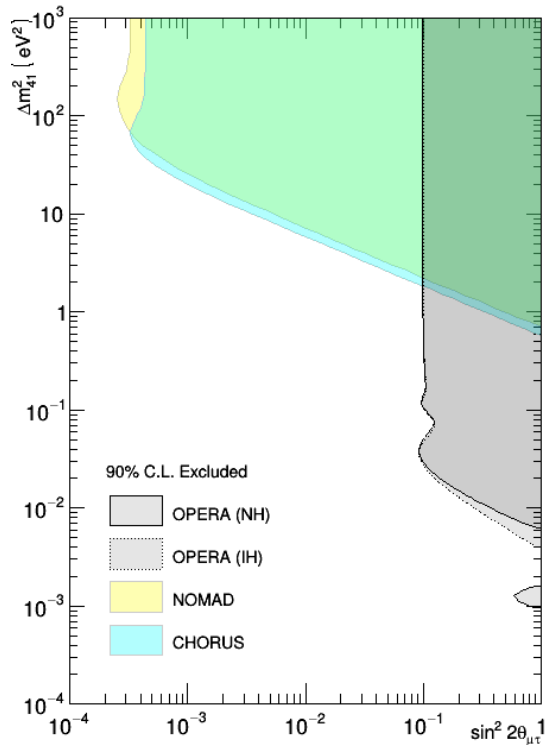 Δm²₄₁ [ eV² ]
10³
10²
10
1
10⁻¹
10⁻²
10⁻³
10⁻⁴
90% C.L. Excluded
OPERA (NH)
OPERA (IH)
NOMAD
CHORUS
10⁻⁴ 10⁻³ 10⁻² 10⁻¹ 1
sin² 2θμτ